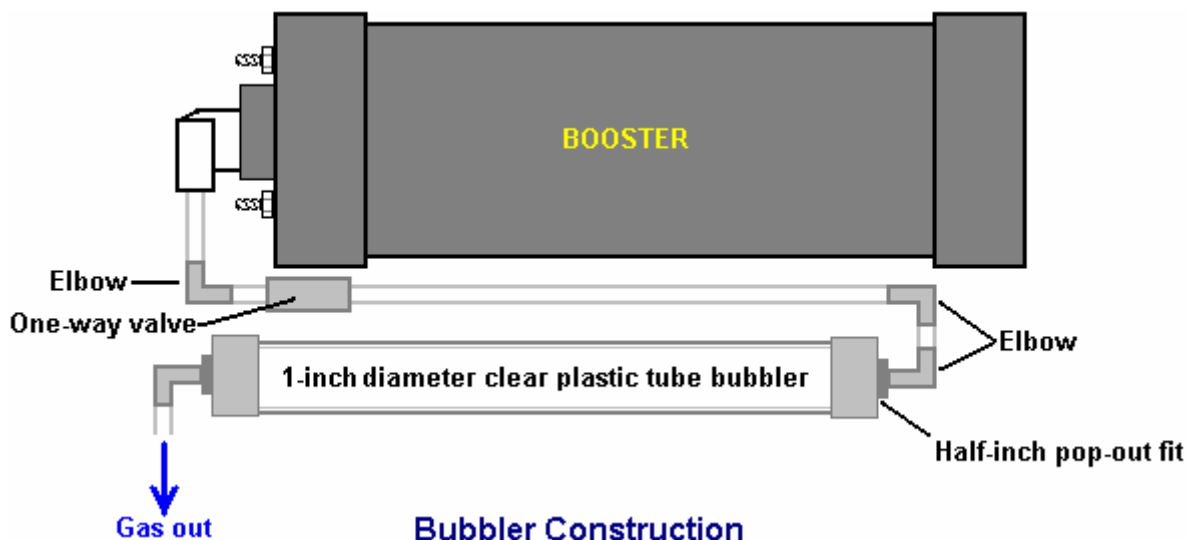 BOOSTER
Elbow
One-way valve
Elbow
1-inch diameter clear plastic tube bubbler
Half-inch pop-out fit
Gas out
Bubbler Construction